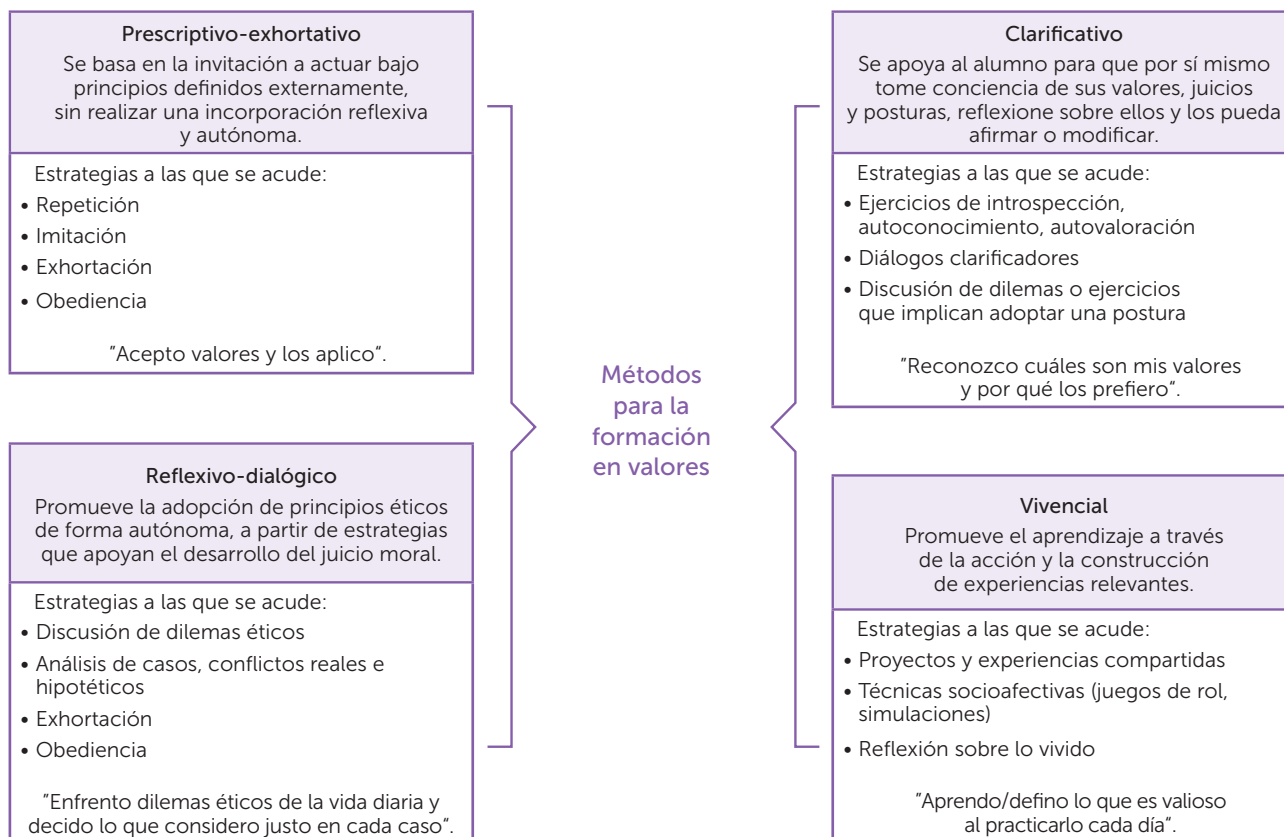 Prescriptivo-exhortativo
Se basa en la invitación a actuar bajo
principios definidos externamente,
sin realizar una incorporación reflexiva
y autónoma.
Estrategias a las que se acude:
• Repetición
• Imitación
• Exhortación
• Obediencia
"Acepto valores y los aplico“.
Reflexivo-dialógico
Promueve la adopción de principios éticos
de forma autónoma, a partir de estrategias
que apoyan el desarrollo del juicio moral.
Estrategias a las que se acude:
• Discusión de dilemas éticos
• Análisis de casos, conflictos reales e
hipotéticos
• Exhortación
• Obediencia
"Enfrento dilemas éticos de la vida diaria y
decido lo que considero justo en cada caso“.
Métodos
para la
formación
en valores
Clarificativo
Se apoya al alumno para que por sí mismo
tome conciencia de sus valores, juicios
y posturas, reflexione sobre ellos y los pueda
afirmar o modificar.
Estrategias a las que se acude:
• Ejercicios de introspección,
autoconocimiento, autovaloración
• Diálogos clarificadores
• Discusión de dilemas o ejercicios
que implican adoptar una postura
"Reconozco cuáles son mis valores
y por qué los prefiero“.
Vivencial
Promueve el aprendizaje a través
de la acción y la construcción
de experiencias relevantes.
Estrategias a las que se acude:
• Proyectos y experiencias compartidas
• Técnicas socioafectivas (juegos de rol,
simulaciones)
• Reflexión sobre lo vivido
"Aprendo/defino lo que es valioso
al practicarlo cada día“.